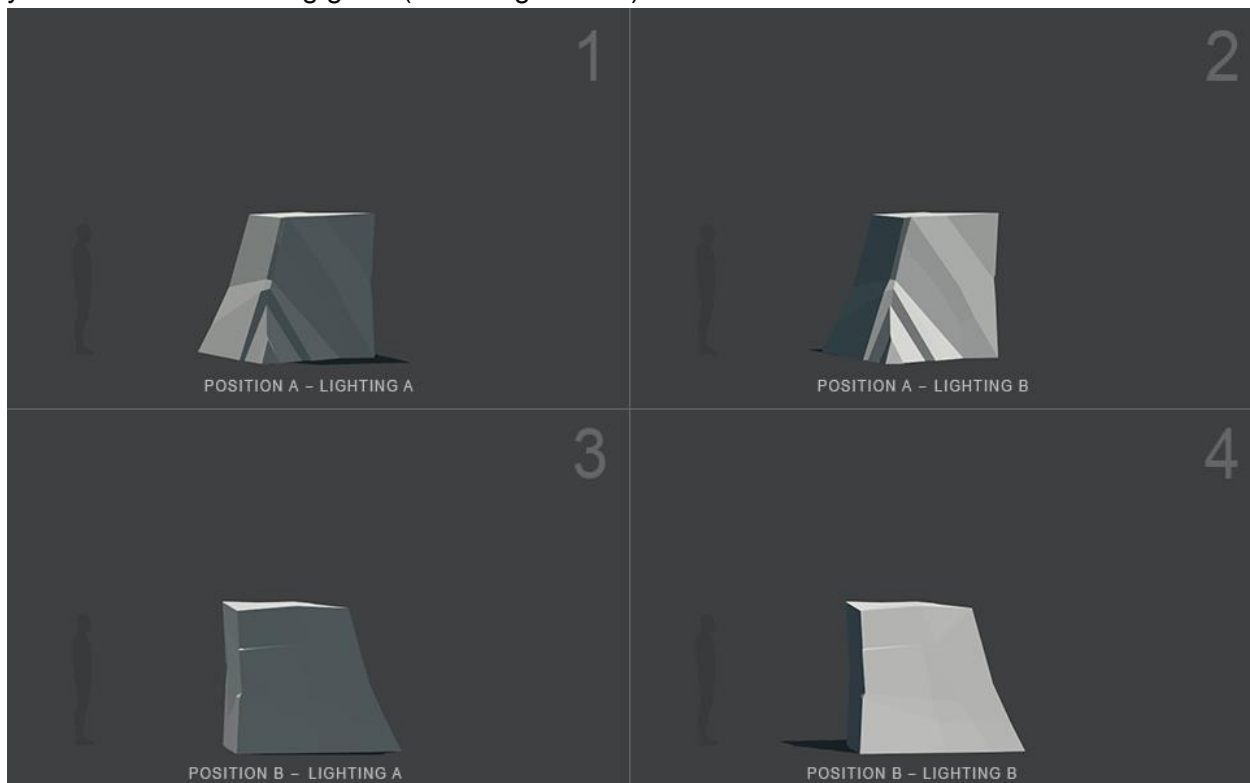 1
2
POSITION A – LIGHTING A
POSITION A – LIGHTING B
3
4
POSITION B – LIGHTING A
POSITION B – LIGHTING B